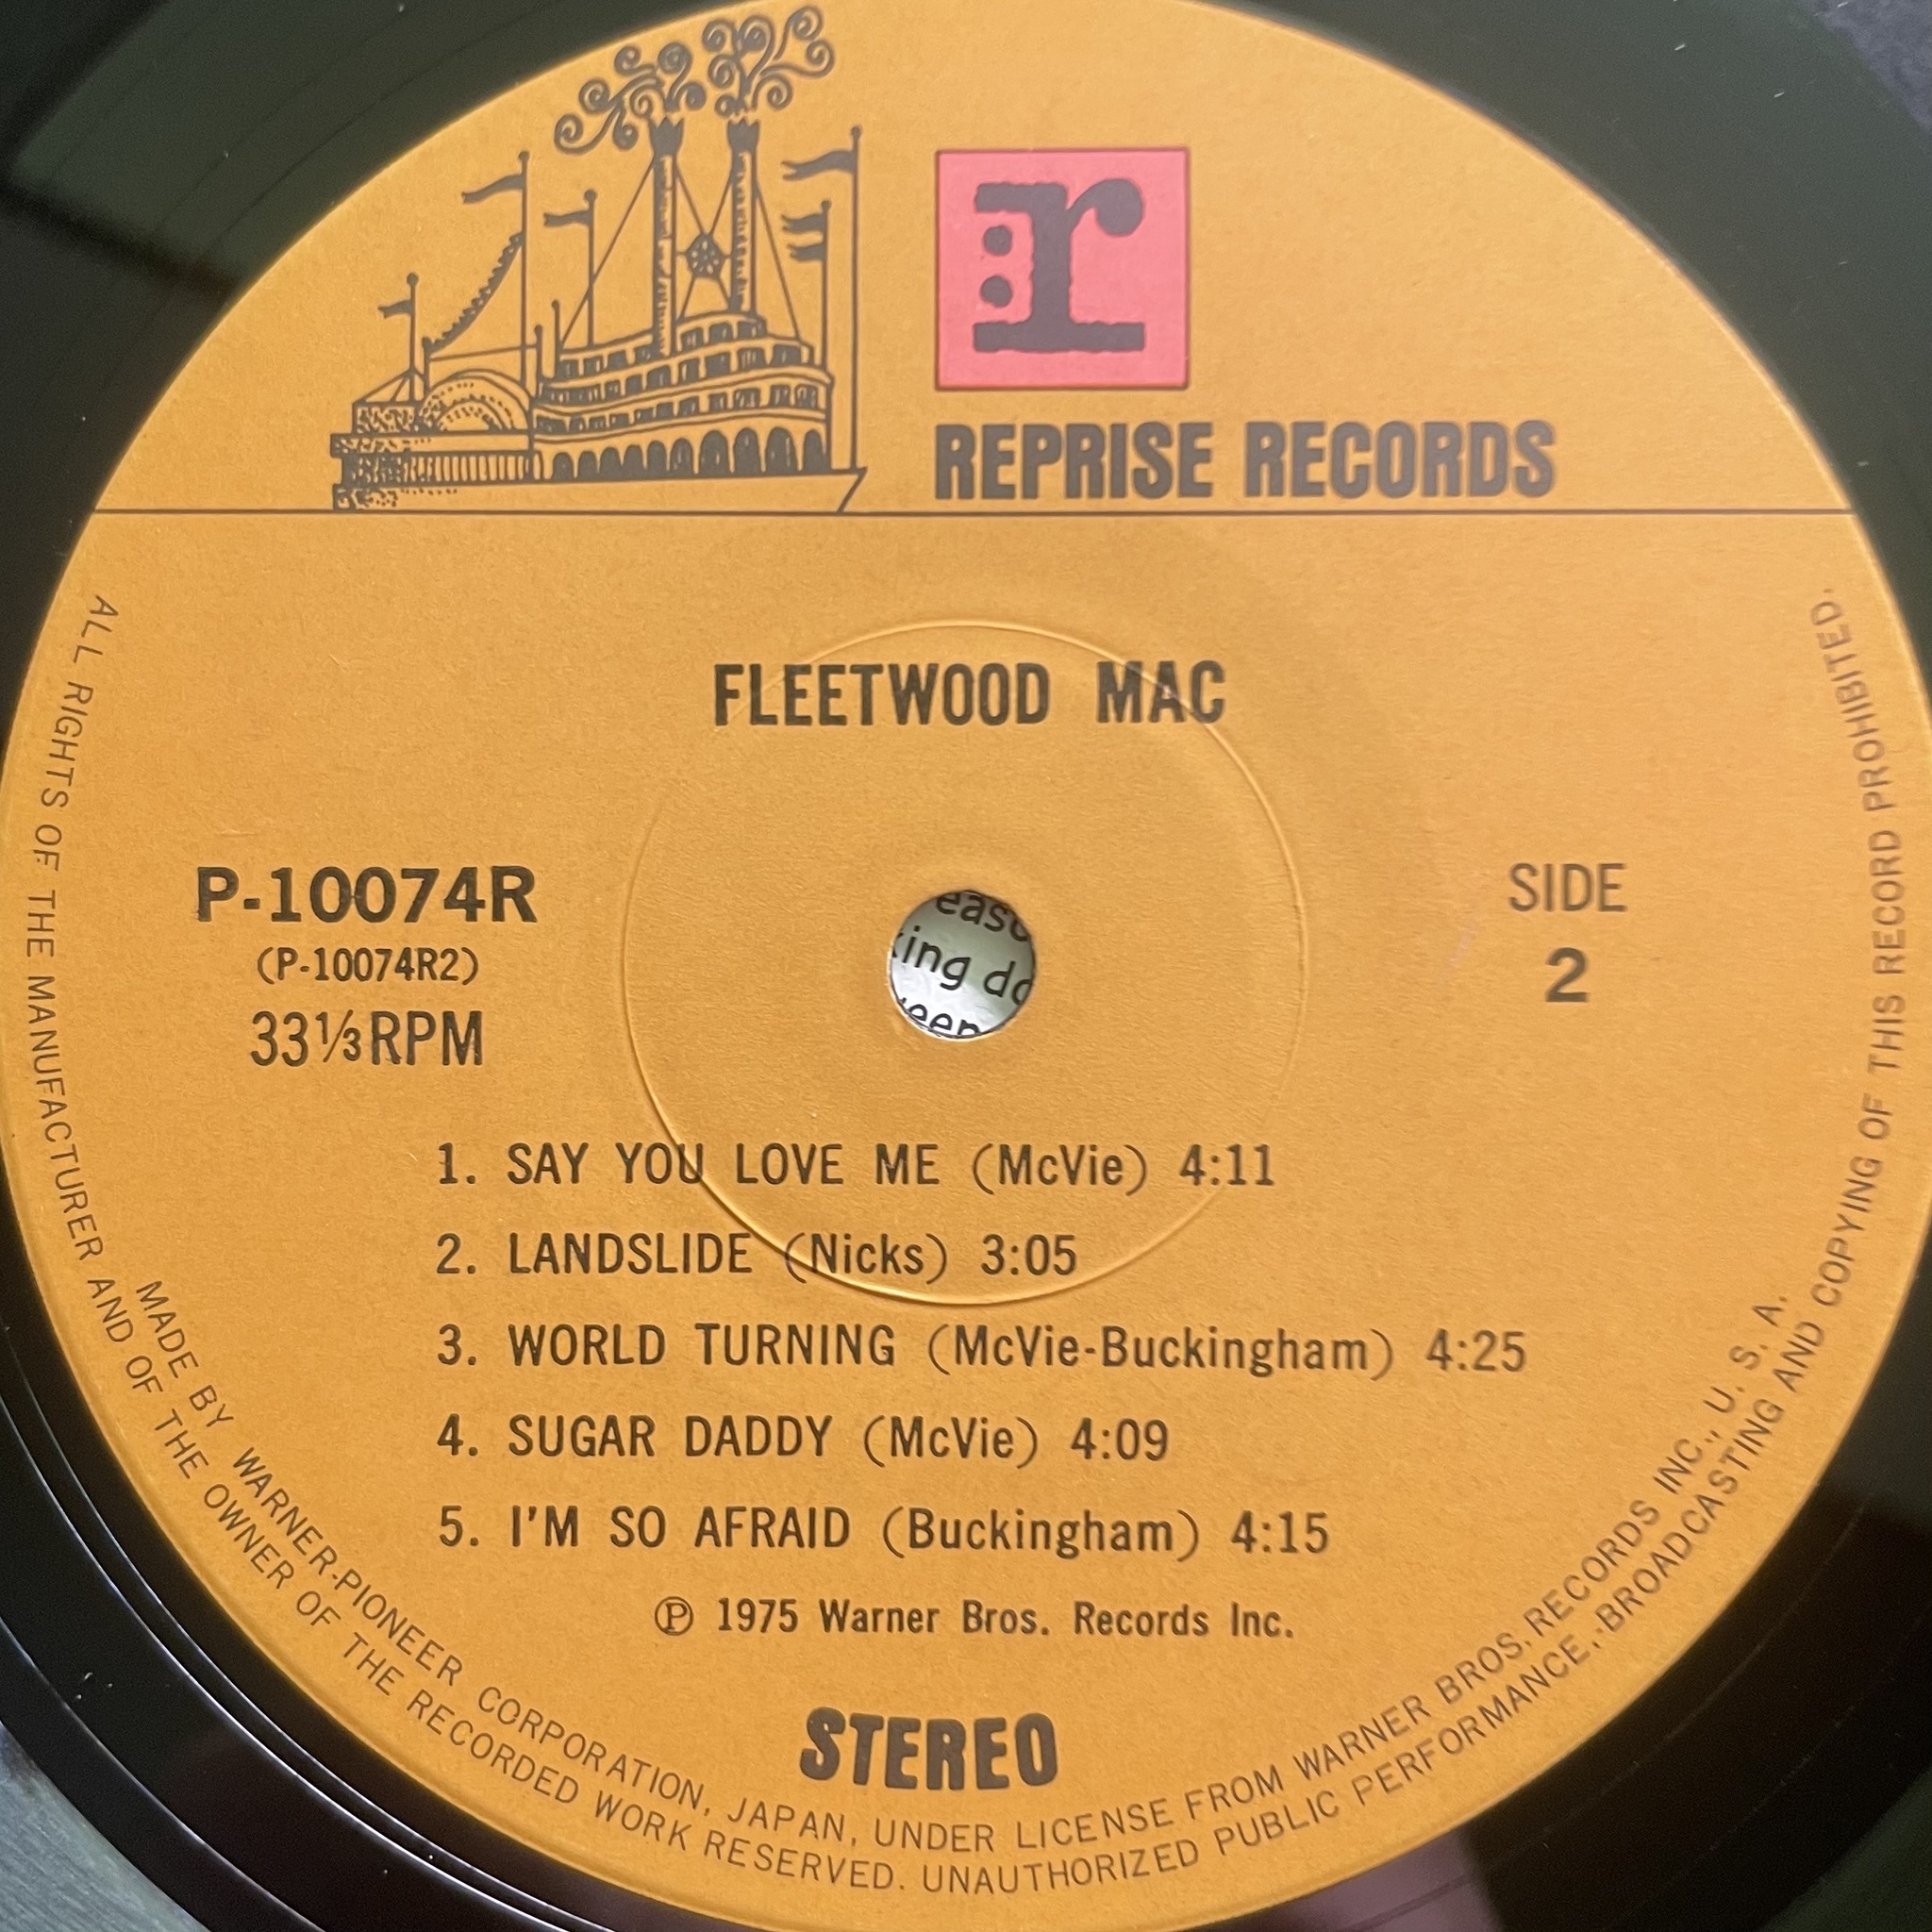 r
REPRISE RECORDS
FLEETWOOD MAC
P-10074R
(P-10074R2)
33⅓RPM
SIDE
2
1. SAY YOU LOVE ME (McVie) 4:11
2. LANDSLIDE (Nicks) 3:05
3. WORLD TURNING (McVie-Buckingham) 4:25
4. SUGAR DADDY (McVie) 4:09
5. I'M SO AFRAID (Buckingham) 4:15
℗ 1975 Warner Bros. Records Inc.
STEREO
MADE BY WARNER-PIONEER CORPORATION, JAPAN, UNDER LICENSE FROM WARNER BROS. RECORDS INC., U. S. A.
ALL RIGHTS OF THE MANUFACTURER AND OF THE OWNER OF THE RECORDED WORK RESERVED. UNAUTHORIZED PUBLIC PERFORMANCE, BROADCASTING AND COPYING OF THIS RECORD PROHIBITED.